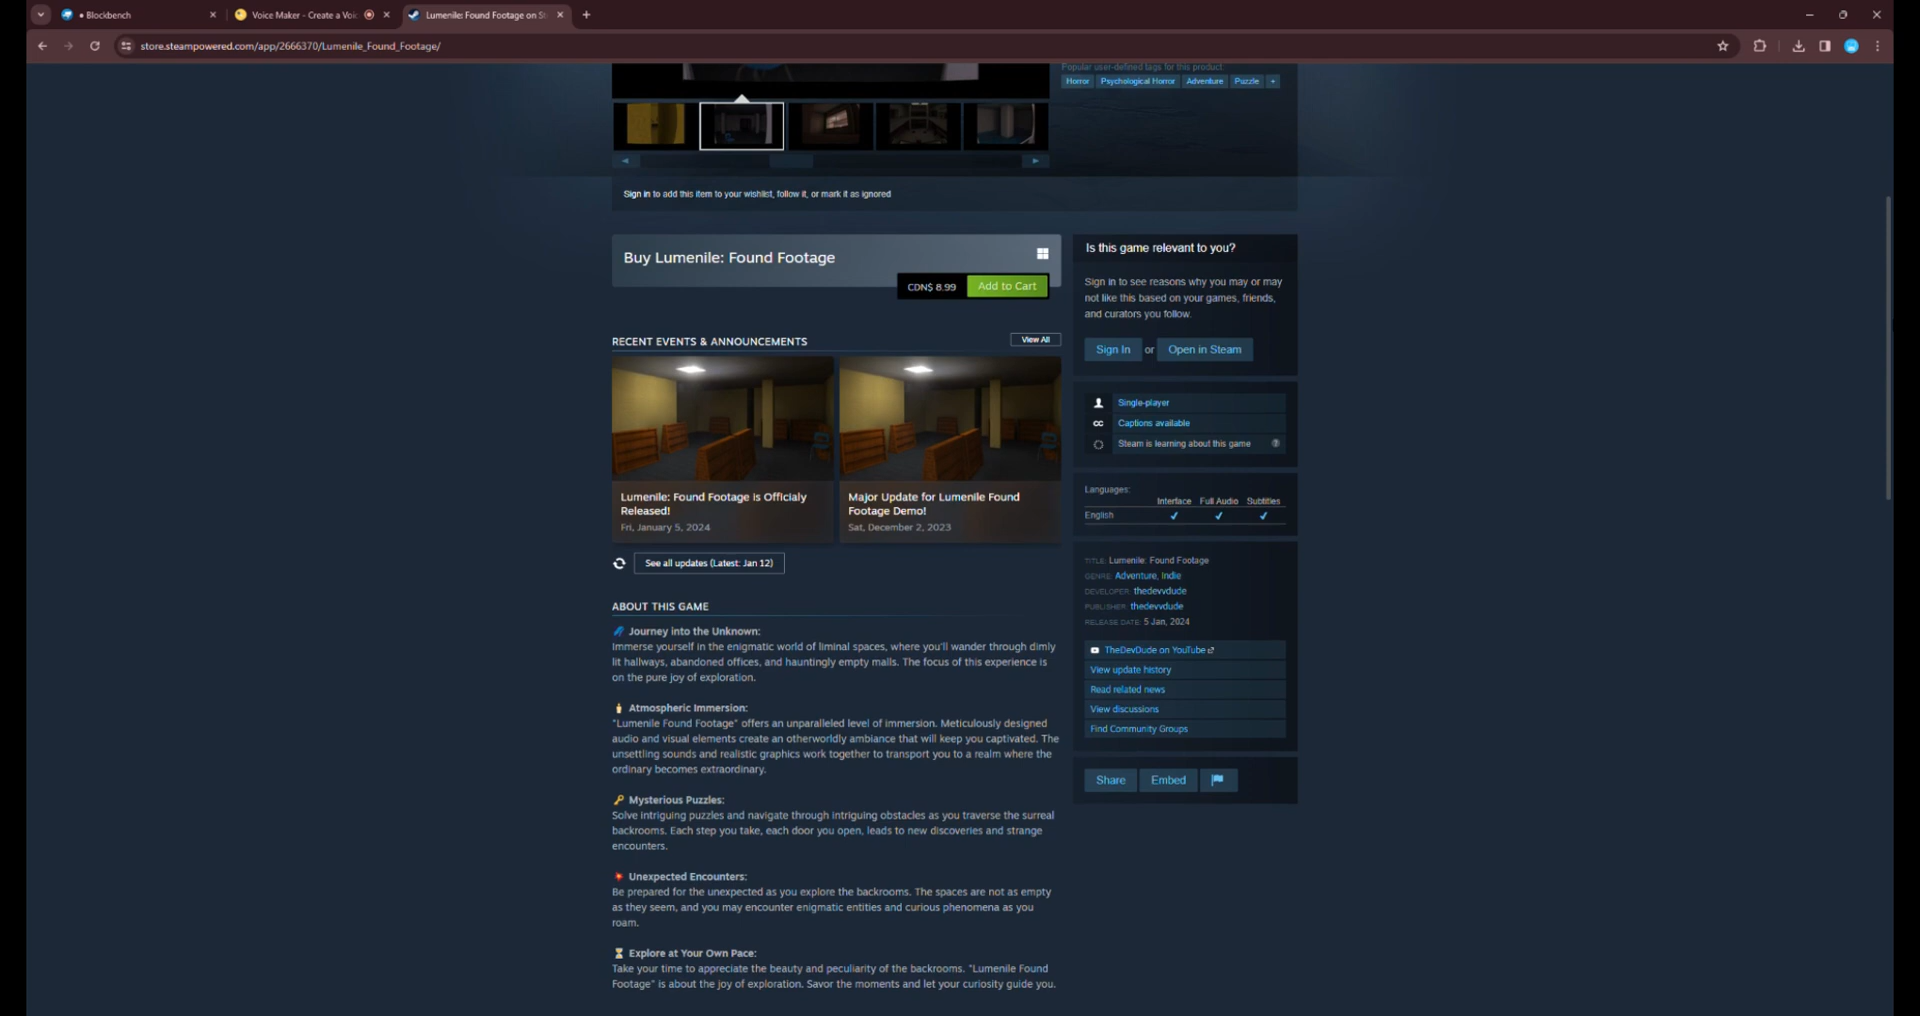 Blockbench
Voice Maker - Create a Voi
Lumenile: Found Footage on S
store.steampowered.com/app/2666370/Lumenile_Found_Footage/
Popular user-defined tags for this product
Horror
Psychological Horror
Adventure
Puzzle
+
Sign in to add this item to your wishlist, follow it, or mark it as ignored
Buy Lumenile: Found Footage
CDN$ 8.99
Add to Cart
RECENT EVENTS & ANNOUNCEMENTS
View All
Lumenile: Found Footage is Officialy
Released!
Fri, January 5, 2024
Major Update for Lumenile Found
Footage Demo!
Sat, December 2, 2023
See all updates (Latest: Jan 12)
ABOUT THIS GAME
Journey into the Unknown:
Immerse yourself in the enigmatic world of liminal spaces, where you'll wander through dimly
lit hallways, abandoned offices, and hauntingly empty malls. The focus of this experience is
on the pure joy of exploration.
Atmospheric Immersion:
"Lumenile Found Footage" offers an unparalleled level of immersion. Meticulously designed
audio and visual elements create an otherworldly ambiance that will keep you captivated. The
unsettling sounds and realistic graphics work together to transport you to a realm where the
ordinary becomes extraordinary.
Mysterious Puzzles:
Solve intriguing puzzles and navigate through intriguing obstacles as you traverse the surreal
backrooms. Each step you take, each door you open, leads to new discoveries and strange
encounters.
Unexpected Encounters:
Be prepared for the unexpected as you explore the backrooms. The spaces are not as empty
as they seem, and you may encounter enigmatic entities and curious phenomena as you
roam.
Explore at Your Own Pace:
Take your time to appreciate the beauty and peculiarity of the backrooms. "Lumenile Found
Footage" is about the joy of exploration. Savor the moments and let your curiosity guide you.
Is this game relevant to you?
Sign in to see reasons why you may or may
not like this based on your games, friends,
and curators you follow.
Sign In or Open in Steam
Single-player
CC Captions available
Steam is learning about this game ?
Languages:
Interface Full Audio Subtitles
English ✔ ✔ ✔
TITLE: Lumenile: Found Footage
GENRE: Adventure, Indie
DEVELOPER: thedevvdude
PUBLISHER: thedevvdude
RELEASE DATE: 5 Jan, 2024
TheDevDude on YouTube
View update history
Read related news
View discussions
Find Community Groups
Share
Embed